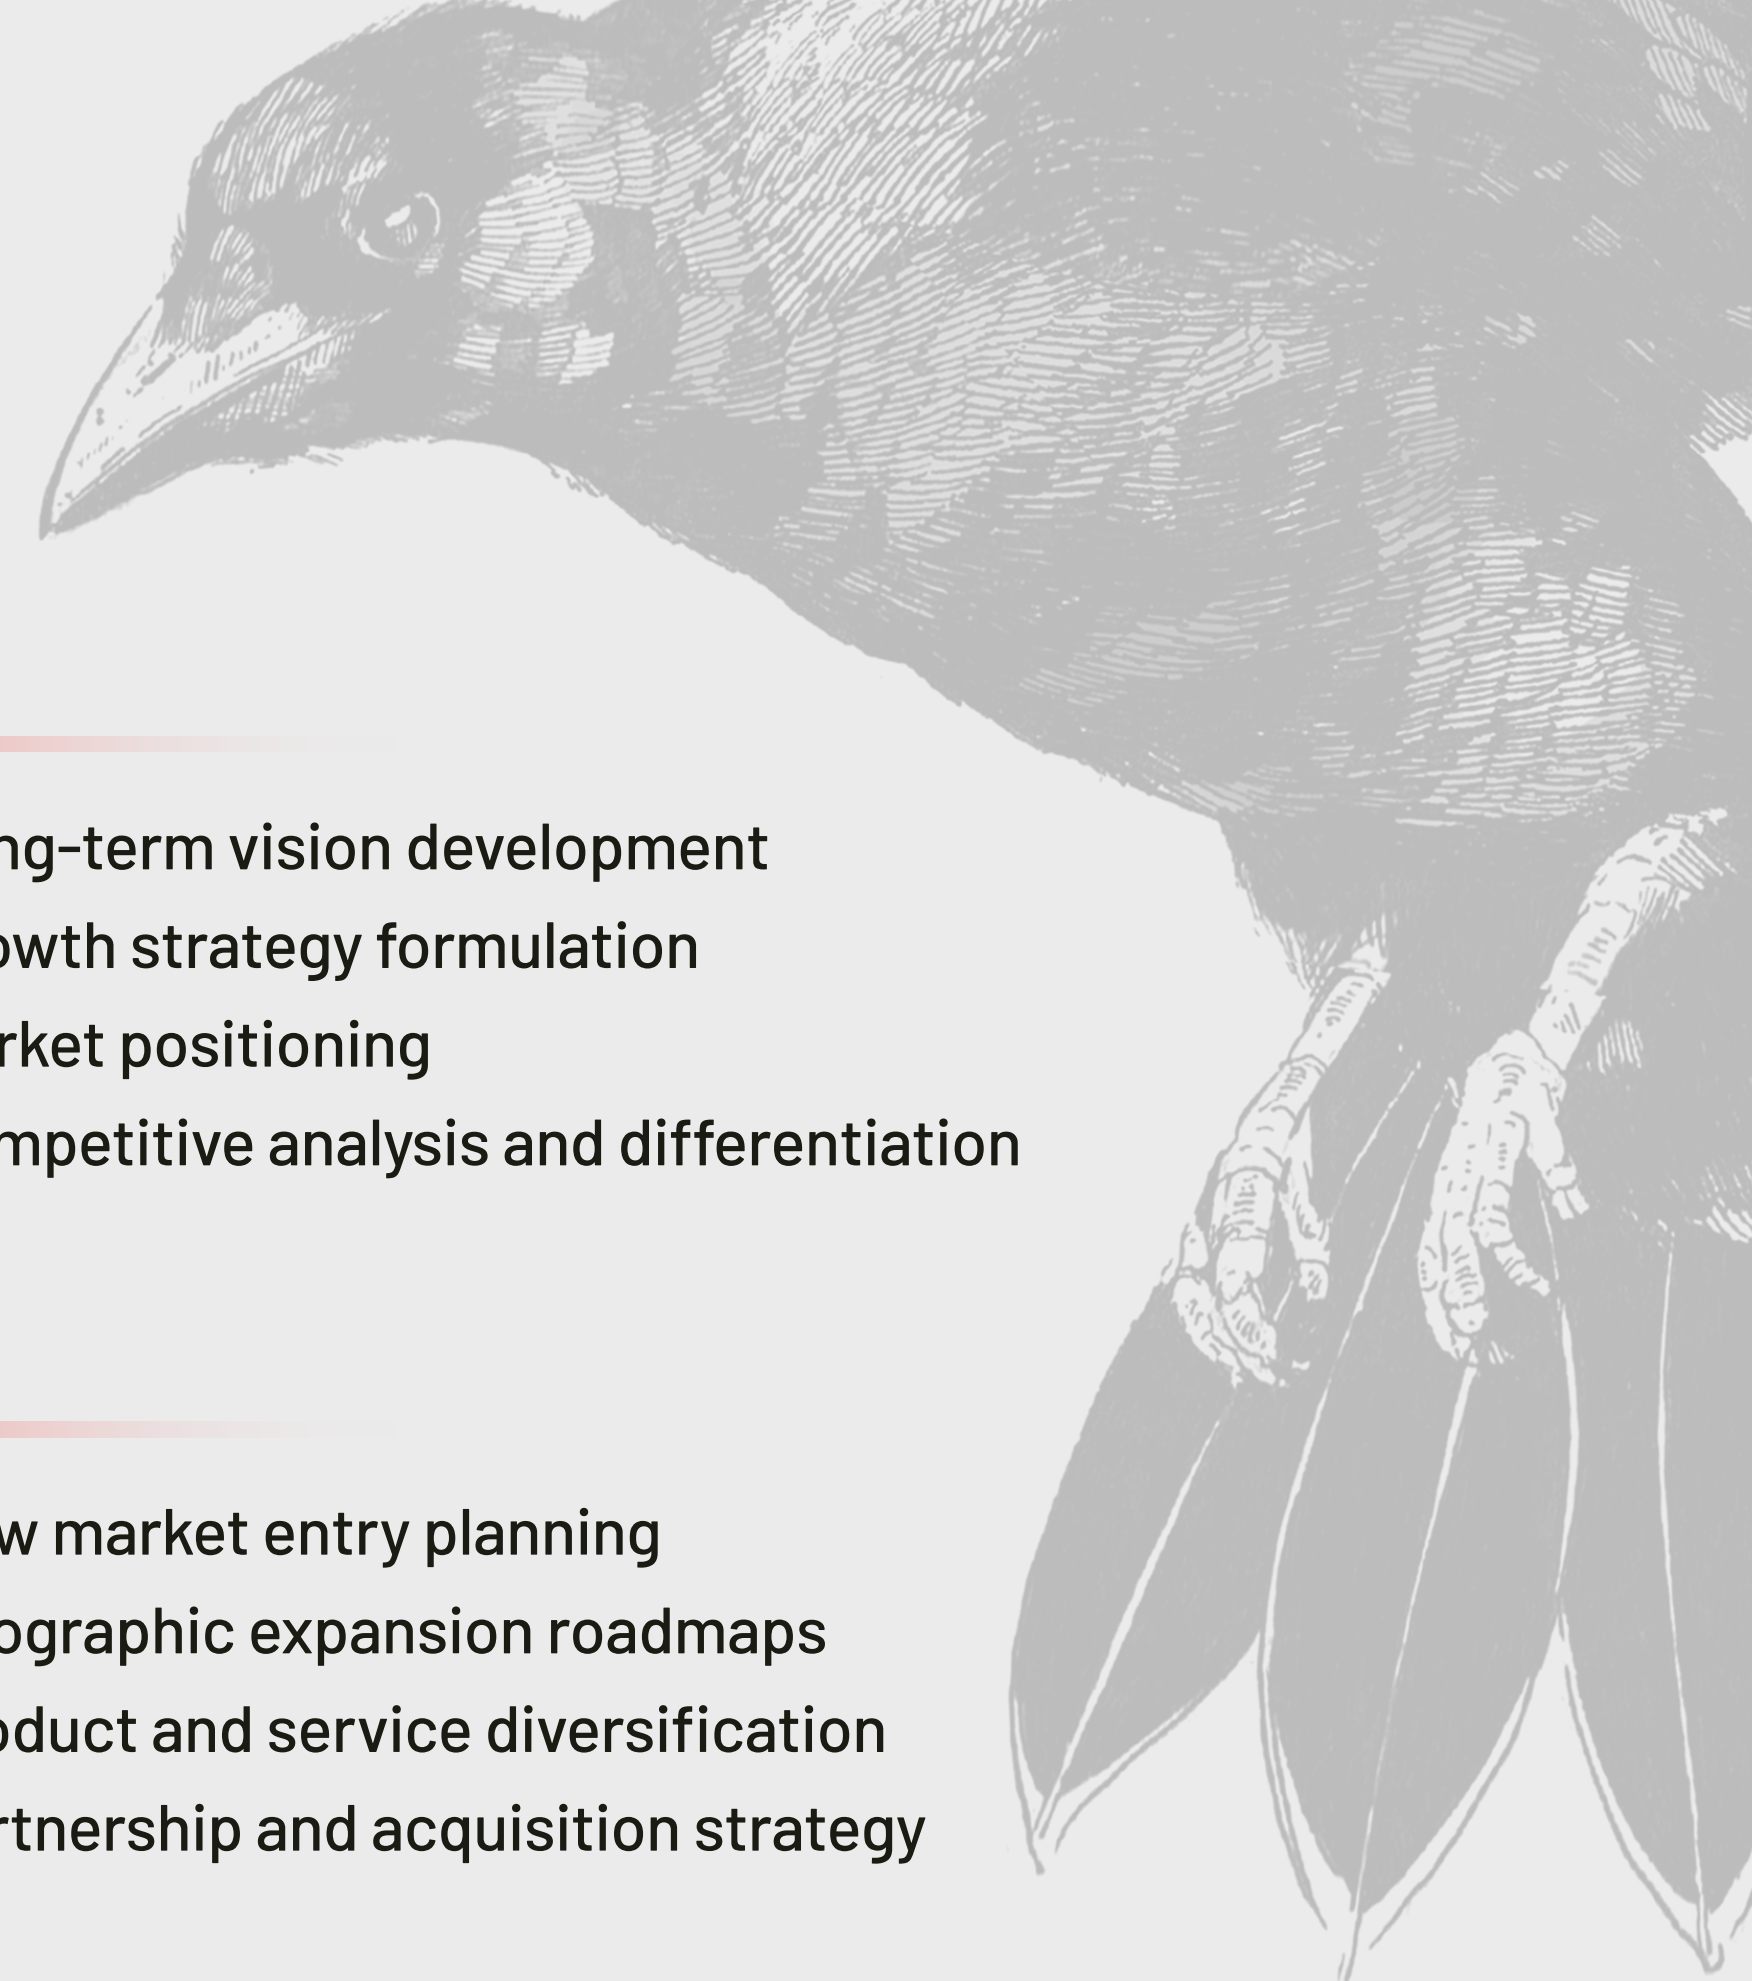 ng-term vision development
owth strategy formulation
rket positioning
mpetitive analysis and differentiation
w market entry planning
ographic expansion roadmaps
oduct and service diversification
rtnership and acquisition strategy